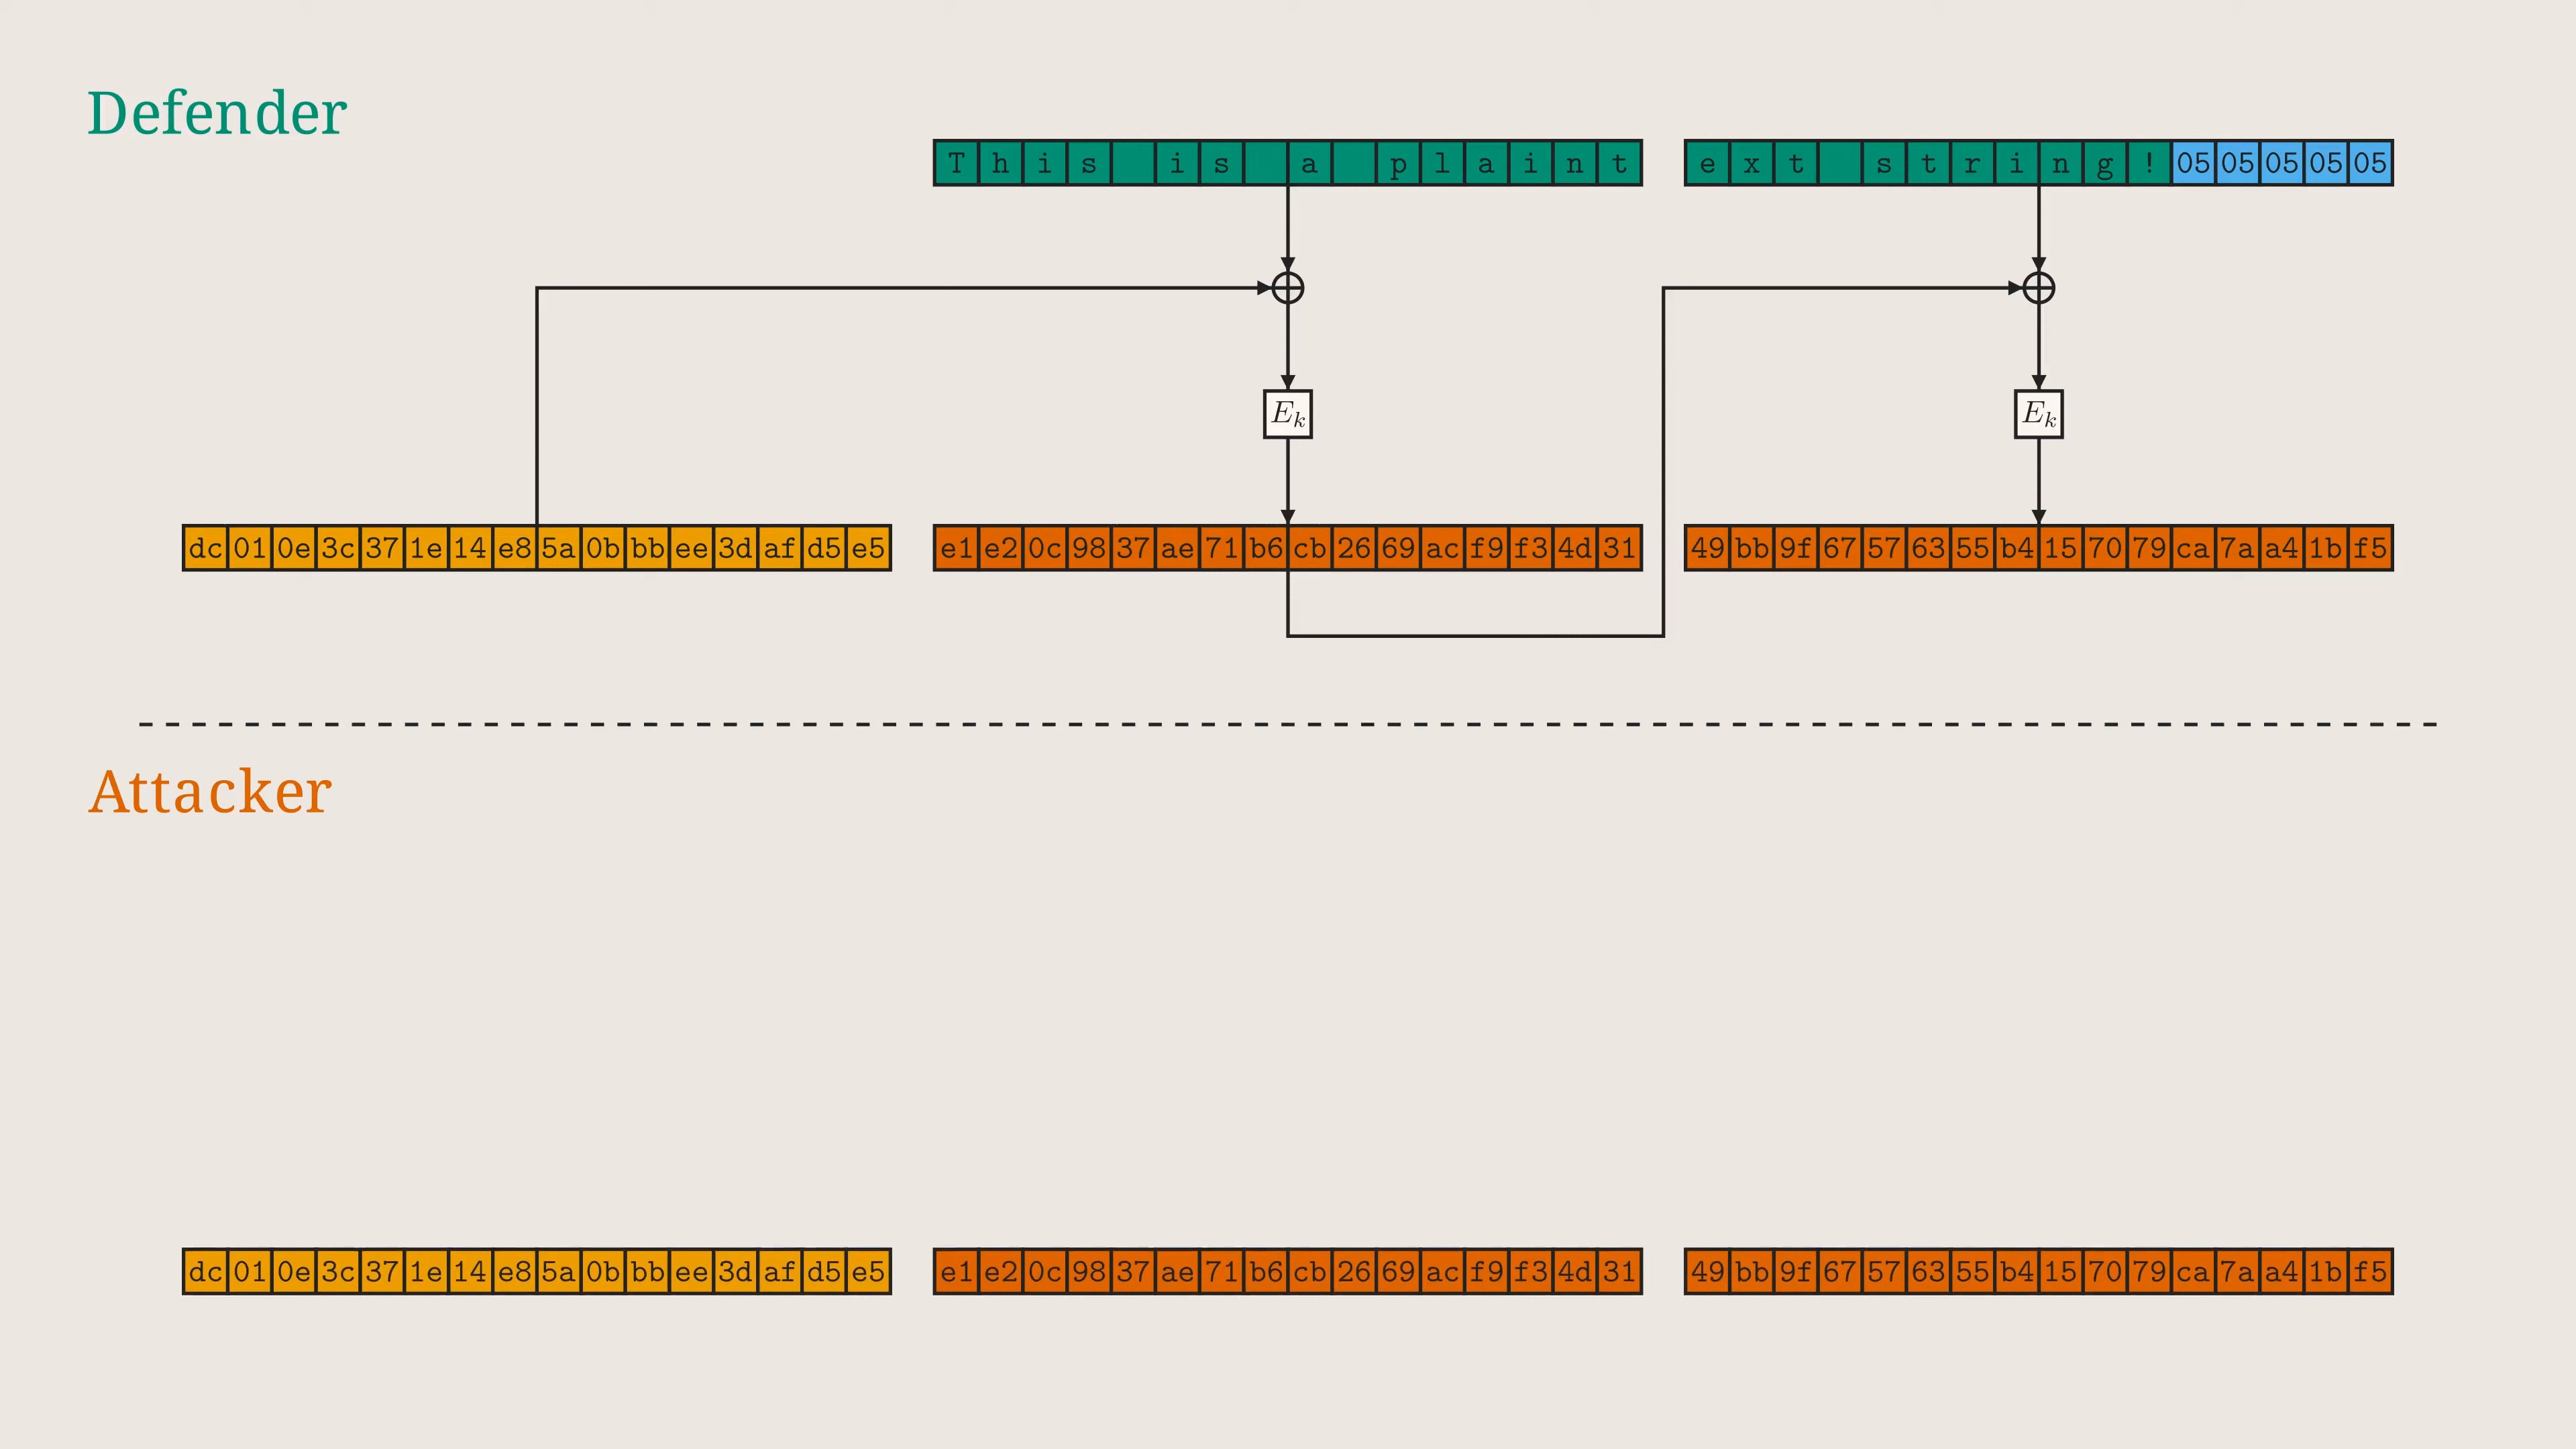 Defender
T h i s i s a p l a i n t e x t s t r i n g ! 05 05 05 05 05
E_k E_k
dc 01 0e 3c 37 1e 14 e8 5a 0b bb ee 3d af d5 e5 e1 e2 0c 98 37 ae 71 b6 cb 26 69 ac f9 f3 4d 31 49 bb 9f 67 57 63 55 b4 15 70 79 ca 7a a4 1b f5
Attacker
dc 01 0e 3c 37 1e 14 e8 5a 0b bb ee 3d af d5 e5 e1 e2 0c 98 37 ae 71 b6 cb 26 69 ac f9 f3 4d 31 49 bb 9f 67 57 63 55 b4 15 70 79 ca 7a a4 1b f5